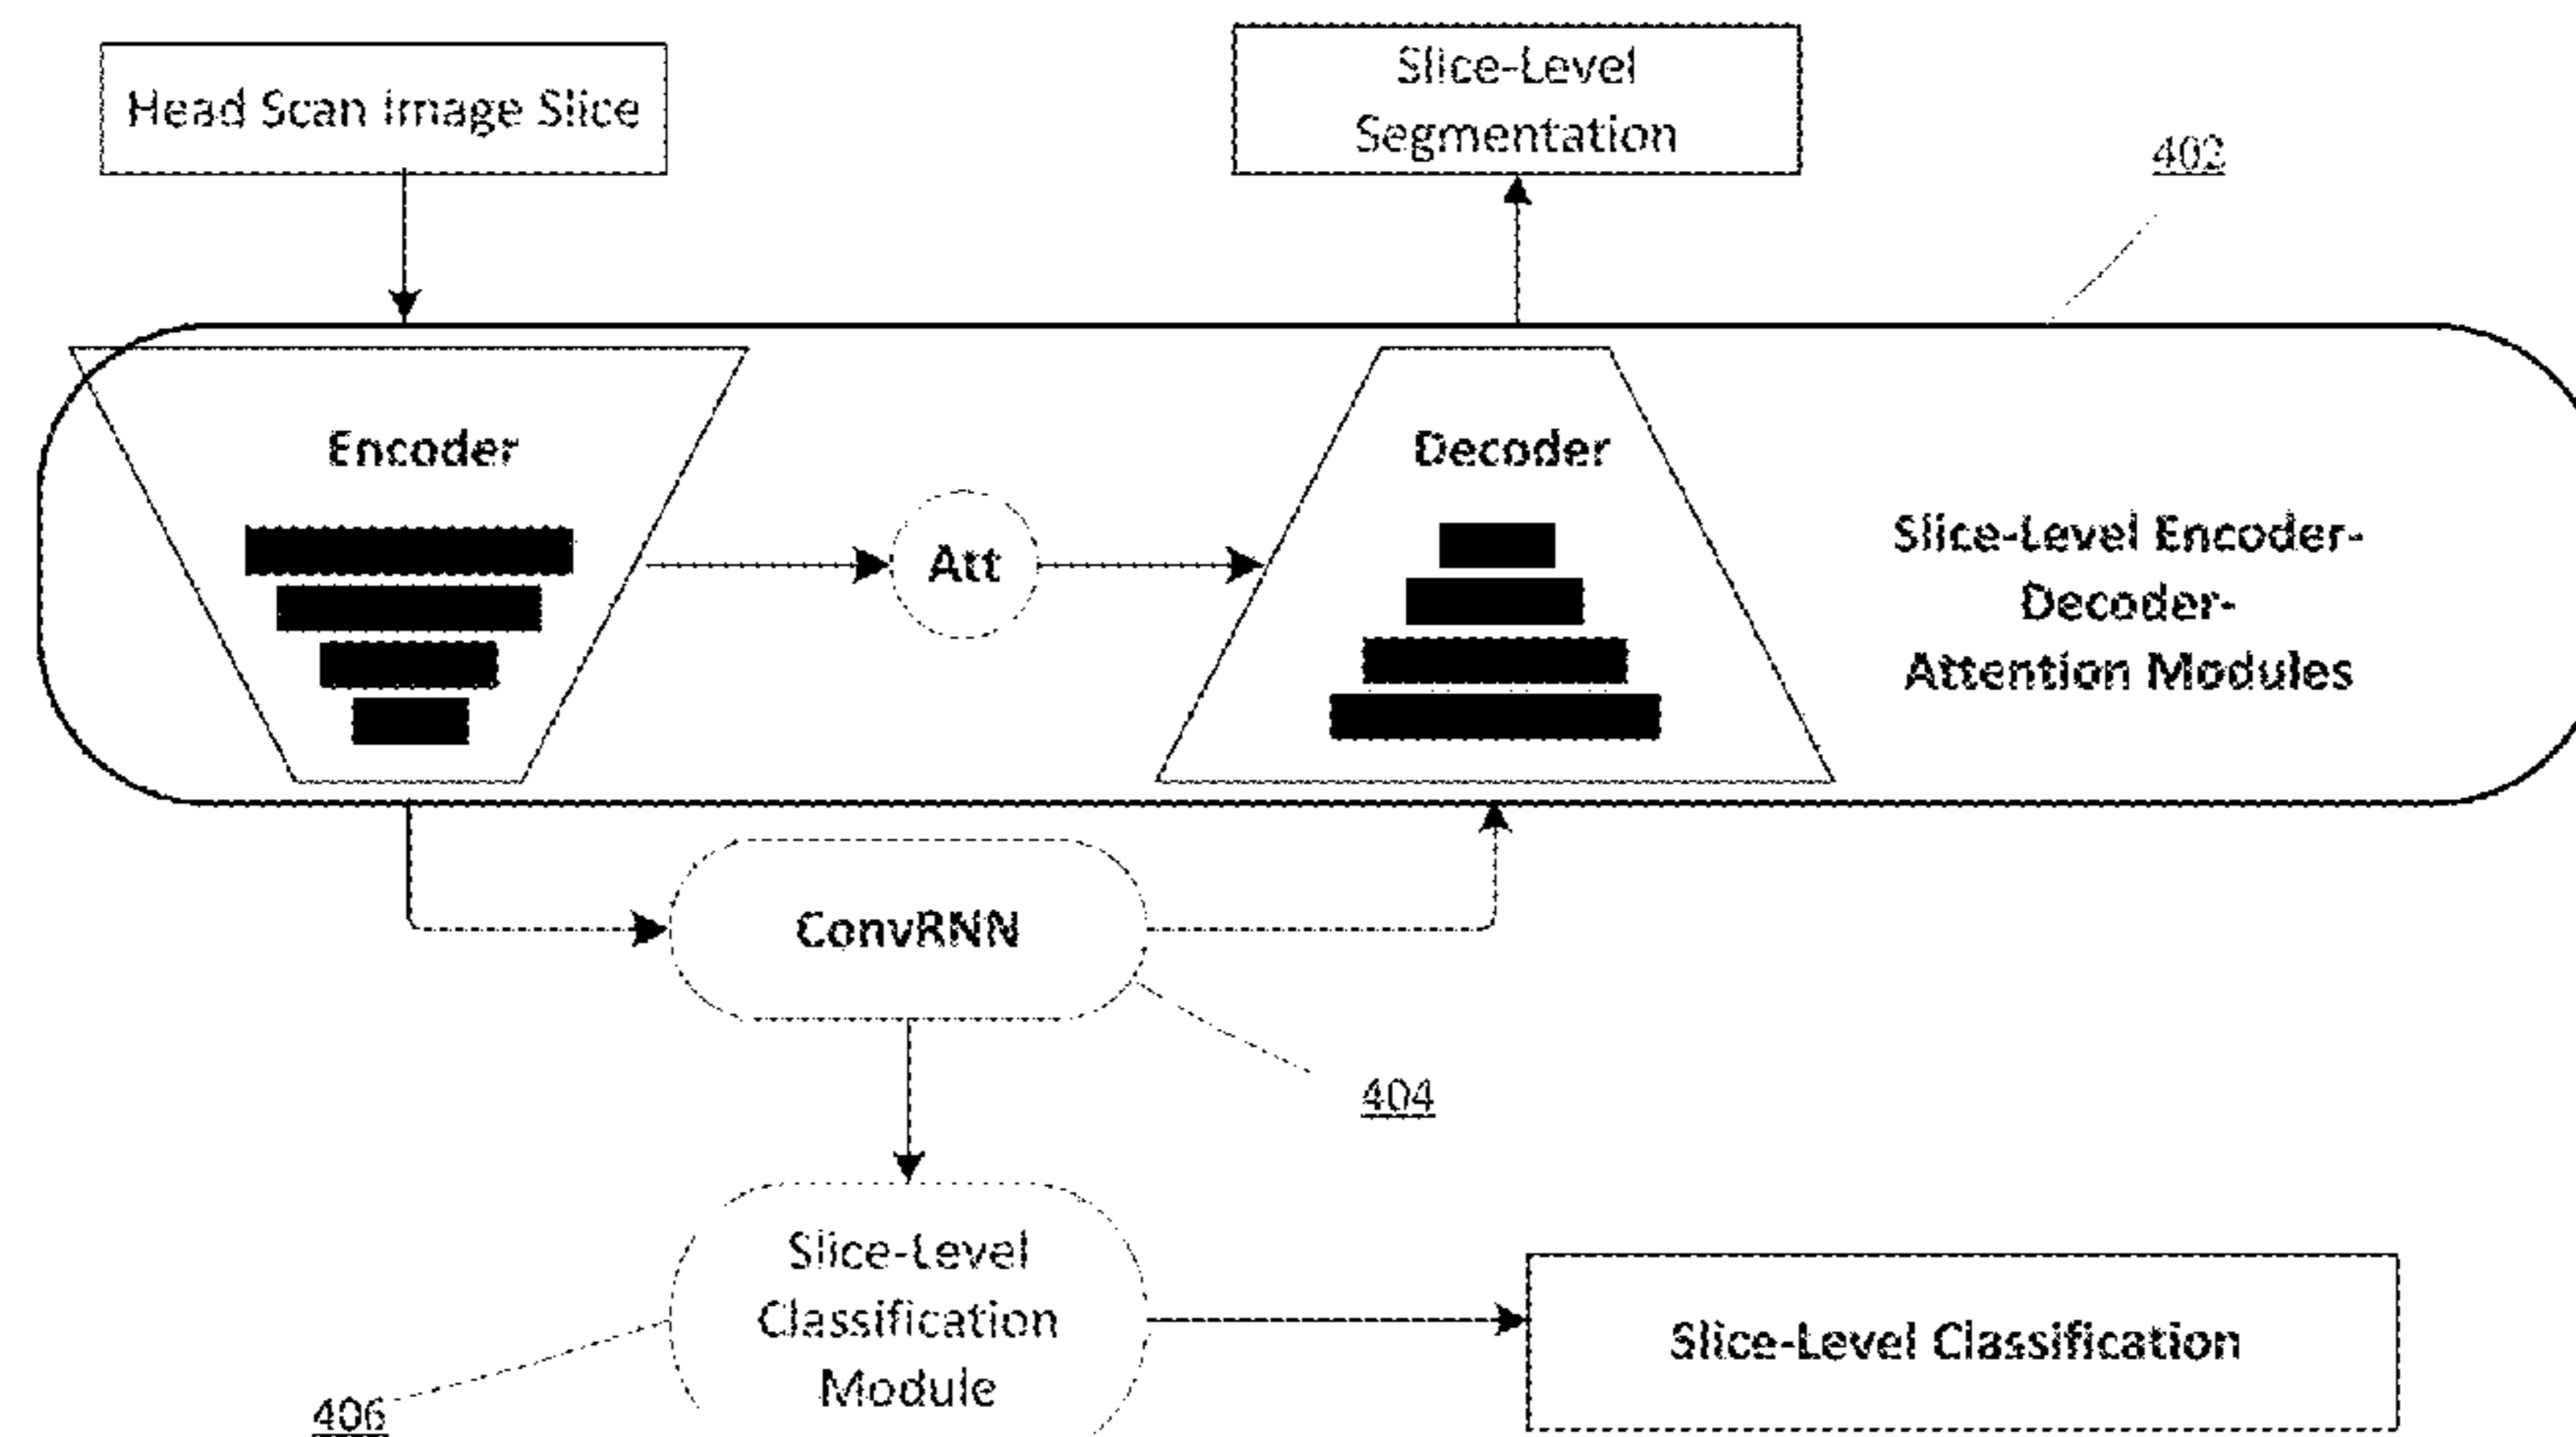 Head Scan Image Slice
Slice-Level
Segmentation
402
Encoder
Att
Decoder
Slice-Level Encoder-
Decoder-
Attention Modules
ConvRNN
404
Slice-Level
Classification
Module
406
Slice-Level Classification